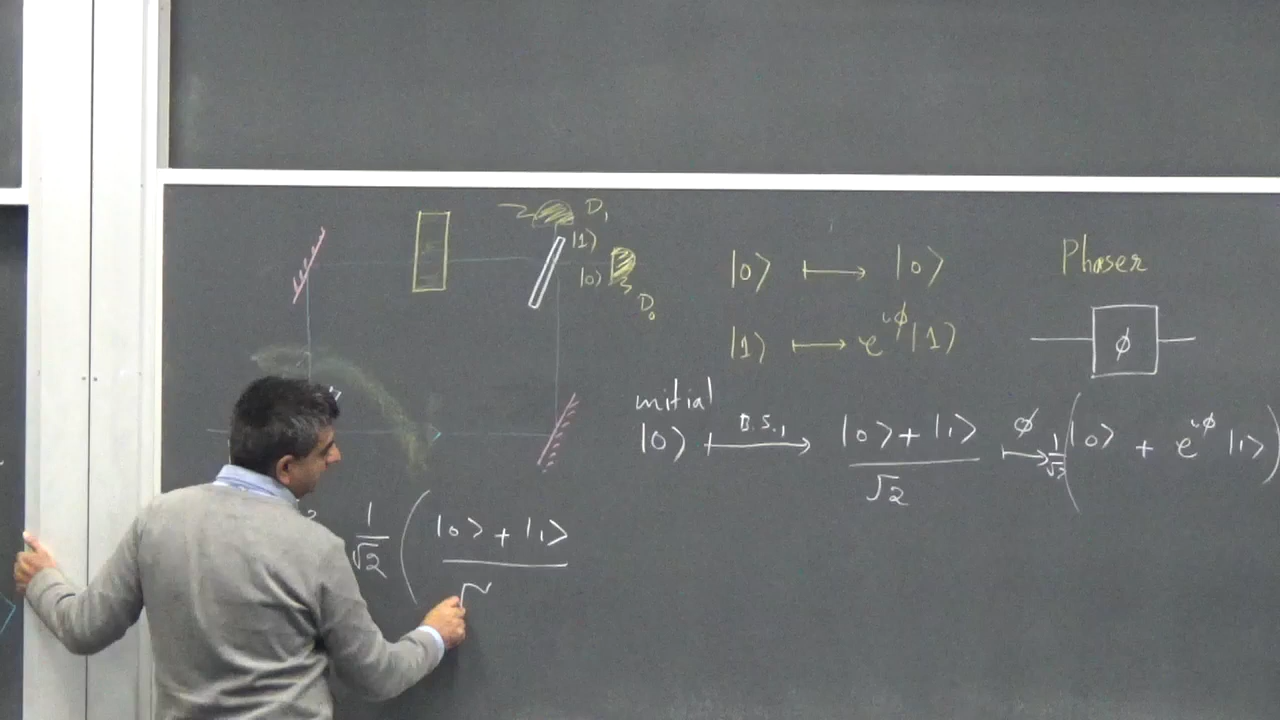 D₁
|1⟩
|0⟩
D₀
|0⟩ ⟼ |0⟩
|1⟩ ⟼ e^{iφ}|1⟩
Phaser
φ
initial
|0⟩ ⟼ B.S.₁ (|0⟩ + |1⟩)/√2 ⟼ φ 1/√2 (|0⟩ + e^{iφ} |1⟩)
1/√2 ( (|0⟩ + |1⟩)/√